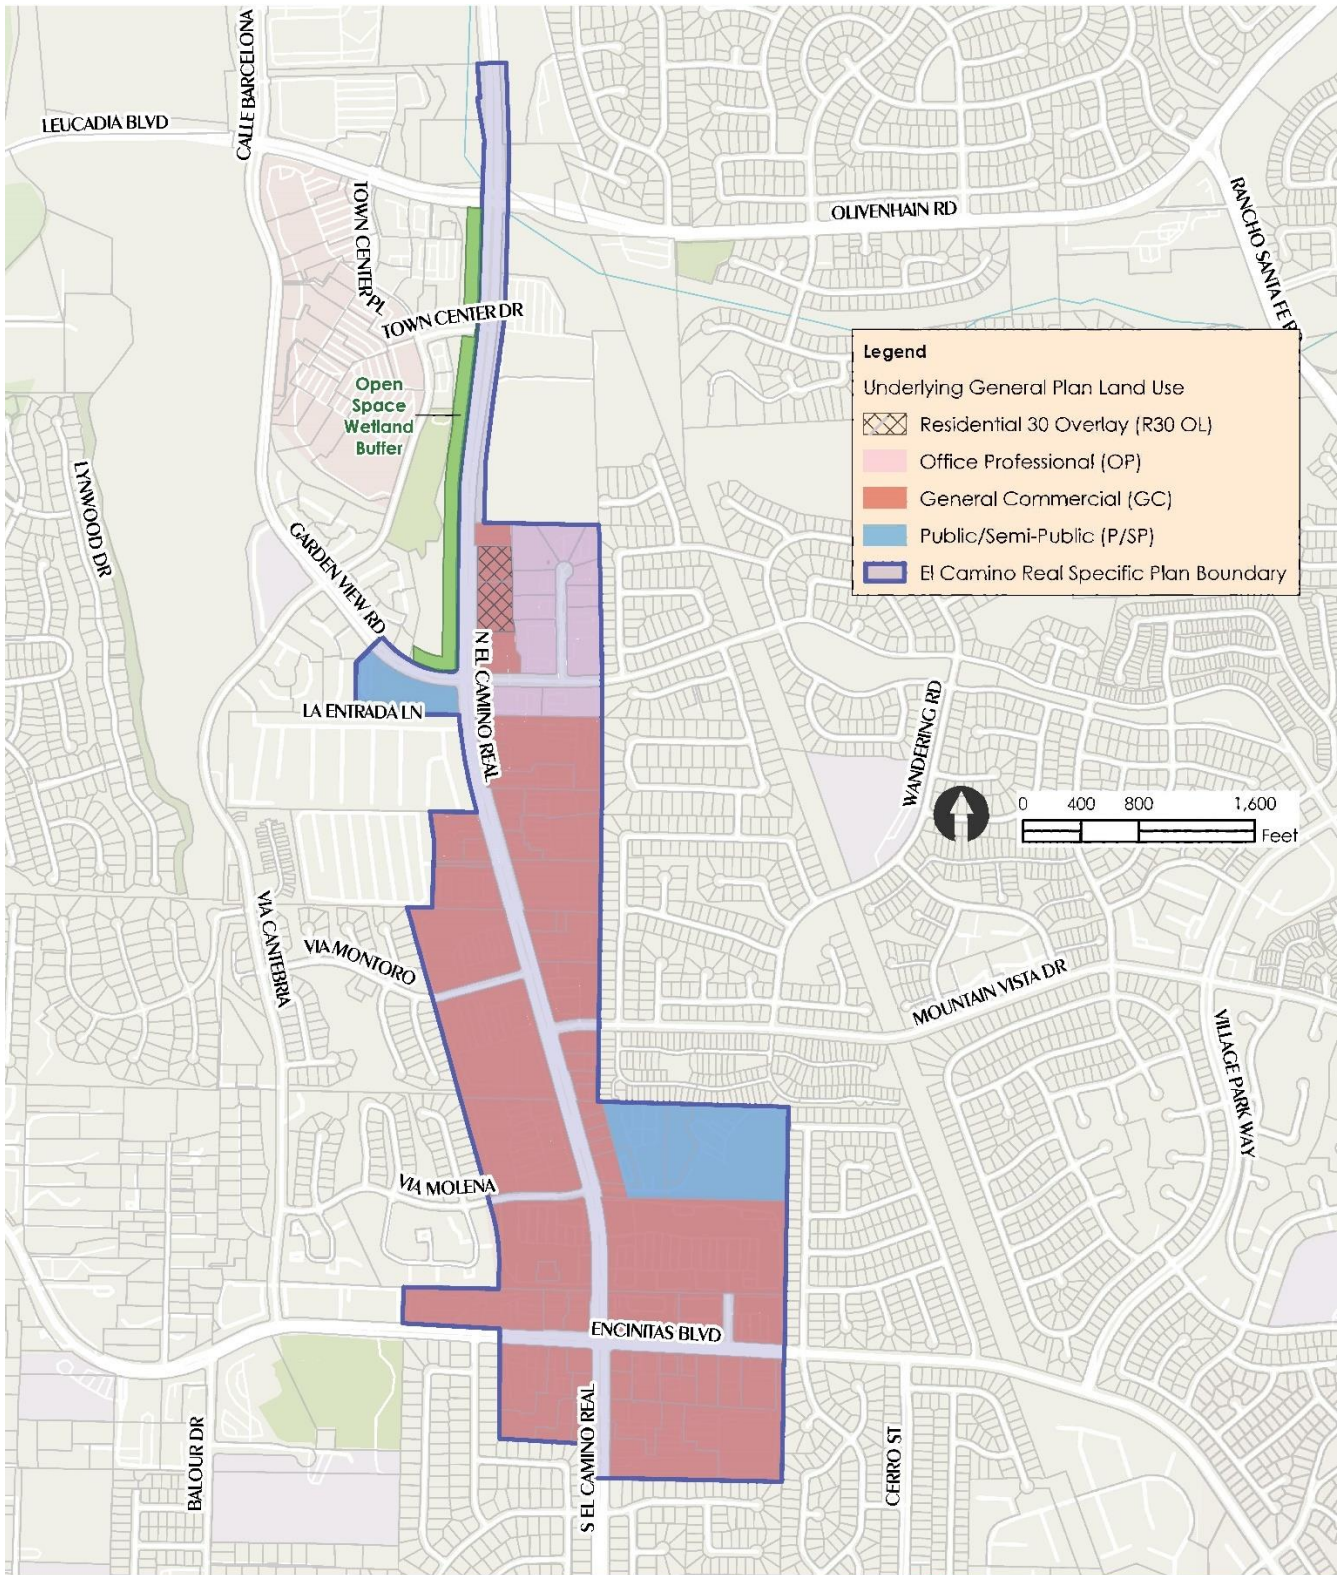 CALLE BARCELONA
LEUCADIA BLVD
TOWN CENTER PL
OLIVENHAIN RD
RANCHO SANTA FE R
TOWN CENTER DR
Legend
Underlying General Plan Land Use
Residential 30 Overlay (R30 OL)
Office Professional (OP)
General Commercial (GC)
Public/Semi-Public (P/SP)
El Camino Real Specific Plan Boundary
Open
Space
Wetland
Buffer
LYNWOOD DR
GARDEN VIEW RD
N EL CAMINO REAL
LA ENTRADA LN
WANDERING RD
0 400 800 1,600
Feet
VIA CANTEBRIA
VIA MONTORO
MOUNTAIN VISTA DR
VILLAGE PARK WAY
VIA MOLENA
ENCINITAS BLVD
BALOUR DR
S EL CAMINO REAL
CERRO ST